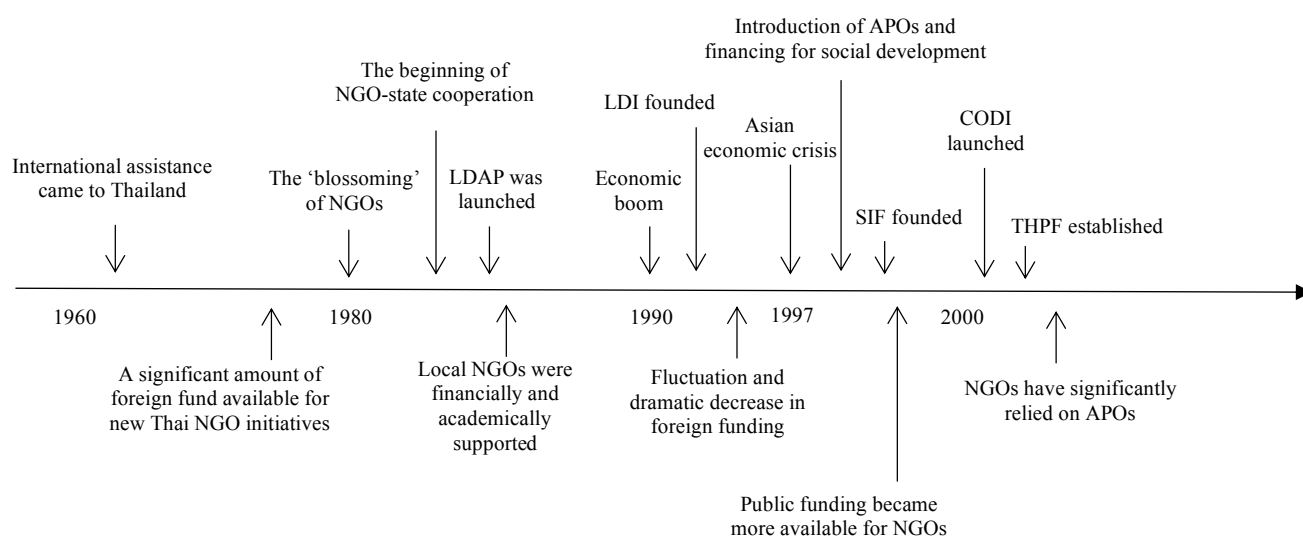 Introduction of APOs and
financing for social development
The beginning of
NGO-state cooperation
LDI founded
Asian
economic crisis
CODI
launched
International assistance
came to Thailand
The ‘blossoming’
of NGOs
LDAP was
launched
Economic
boom
SIF founded
THPF established
1960
1980
1990
1997
2000
A significant amount of
foreign fund available for
new Thai NGO initiatives
Local NGOs were
financially and
academically
supported
Fluctuation and
dramatic decrease in
foreign funding
NGOs have significantly
relied on APOs
Public funding became
more available for NGOs